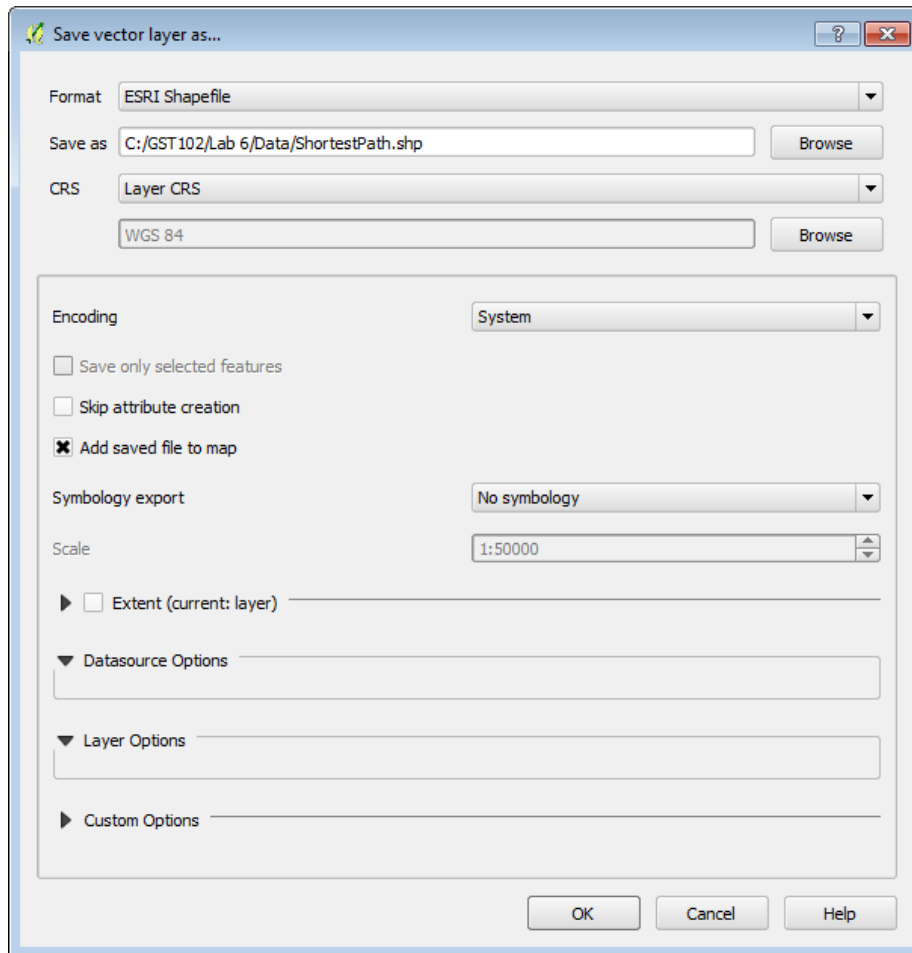 Save vector layer as...
Format ESRI Shapefile
Save as C:/GST102/Lab 6/Data/ShortestPath.shp Browse
CRS Layer CRS
WGS 84 Browse
Encoding System
Save only selected features
Skip attribute creation
Add saved file to map
Symbology export No symbology
Scale 1:50000
Extent (current: layer)
Datasource Options
Layer Options
Custom Options
OK Cancel Help